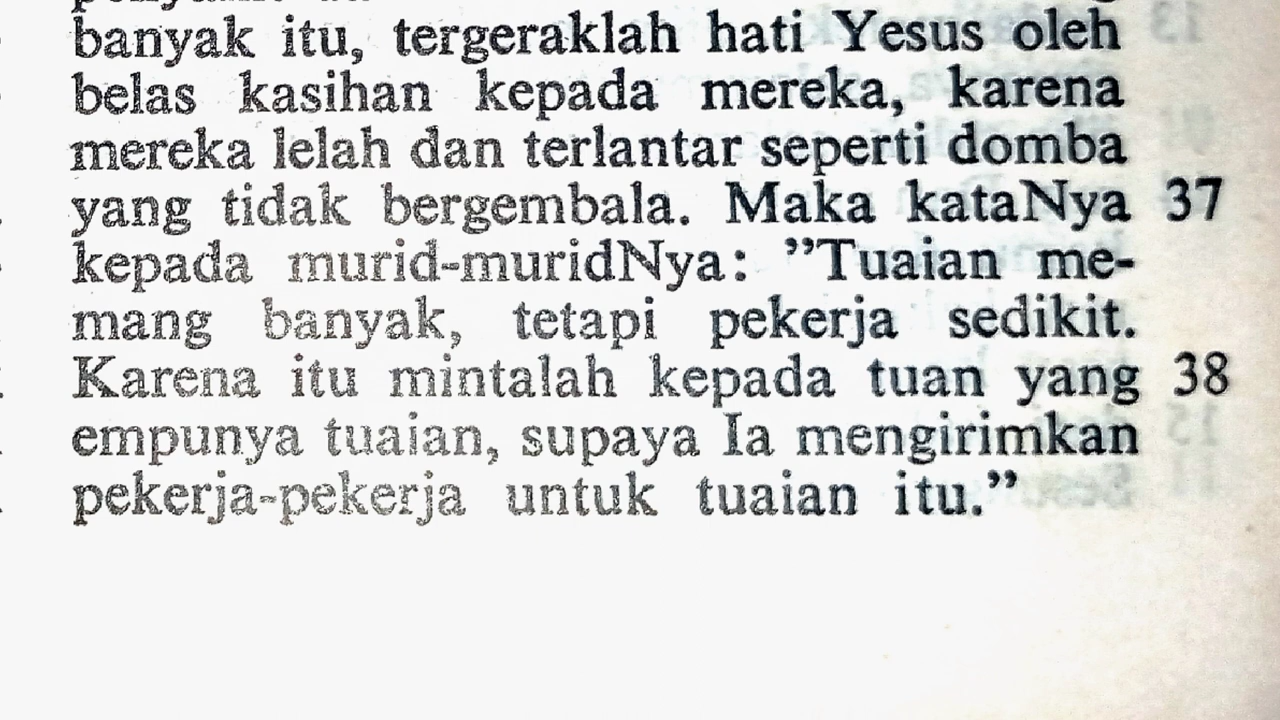 banyak itu, tergeraklah hati Yesus oleh
belas kasihan kepada mereka, karena
mereka lelah dan terlantar seperti domba
yang tidak bergembala. Maka kataNya 37
kepada murid-muridNya: ”Tuaian me-
mang banyak, tetapi pekerja sedikit.
Karena itu mintalah kepada tuan yang 38
empunya tuaian, supaya Ia mengirimkan
pekerja-pekerja untuk tuaian itu.”